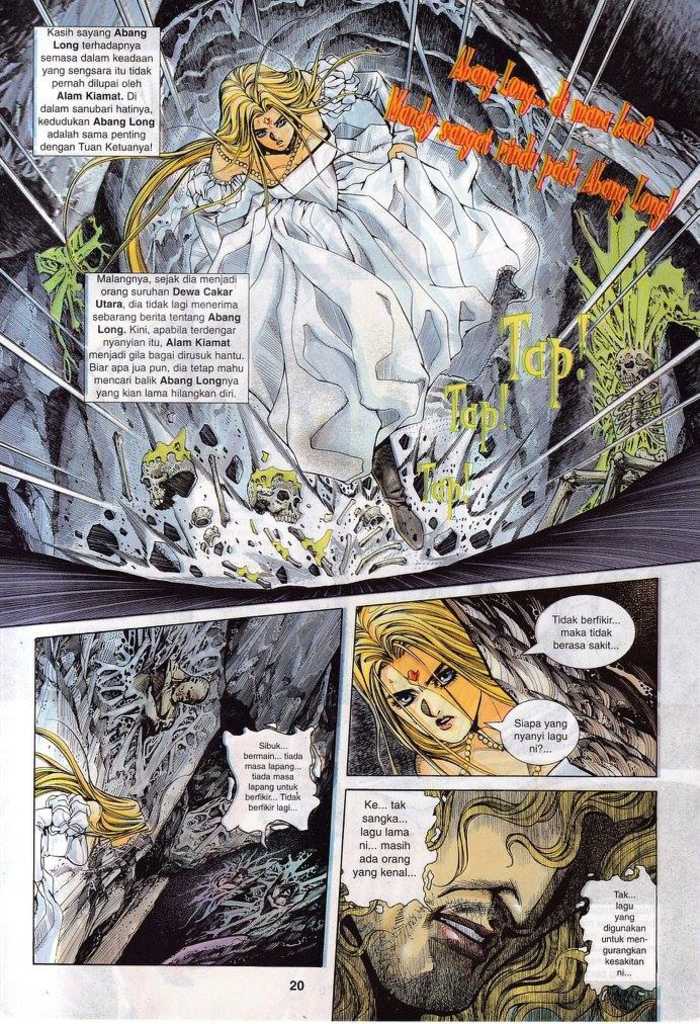 Kasih sayang Abang
Long terhadapnya
semasa dalam keadaan
yang sengsara itu tidak
pernah dilupai oleh
Alam Kiamat. Di
dalam sanubari hatinya,
kedudukan Abang Long
adalah sama penting
dengan Tuan Ketuanya!
Abang Long... di mana kau?
Mandy sangat rindu pada Abang Long!
Malangnya, sejak dia menjadi
orang suruhan Dewa Cakar
Utara, dia tidak lagi menerima
sebarang berita tentang Abang
Long. Kini, apabila terdengar
nyanyian itu, Alam Kiamat
menjadi gila bagai dirusuk hantu.
Biar apa jua pun, dia tetap mahu
mencari balik Abang Longnya
yang kian lama hilangkan diri.
Tap!
Tap!
Tap!
Sibuk...
bermain... tiada
masa lapang...
tiada masa
lapang untuk
berfikir... Tidak
berfikir lagi...
Tidak berfikir...
maka tidak
berasa sakit...
Siapa yang
nyanyi lagu
ni?...
Ke... tak
sangka...
lagu lama
ni... masih
ada orang
yang kenal...
Tak...
lagu
yang
digunakan
untuk men-
gurangkan
kesakitan
ni...
20